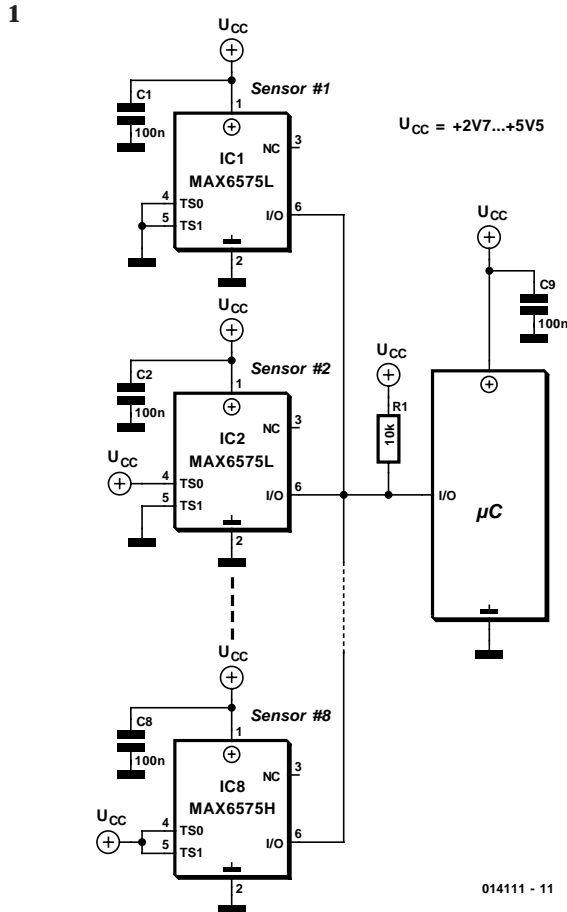 1
UCC
C1
100n
Sensor #1
1
3
NC
IC1
MAX6575L
4
TS0
5
TS1
I/O
6
2
UCC = +2V7...+5V5
UCC
C9
100n
UCC
C2
100n
Sensor #2
1
3
NC
IC2
MAX6575L
UCC
4
TS0
5
TS1
I/O
6
2
UCC
R1
10k
I/O
µC
UCC
C8
100n
Sensor #8
1
3
NC
IC8
MAX6575H
UCC
4
TS0
5
TS1
I/O
6
2
014111 - 11